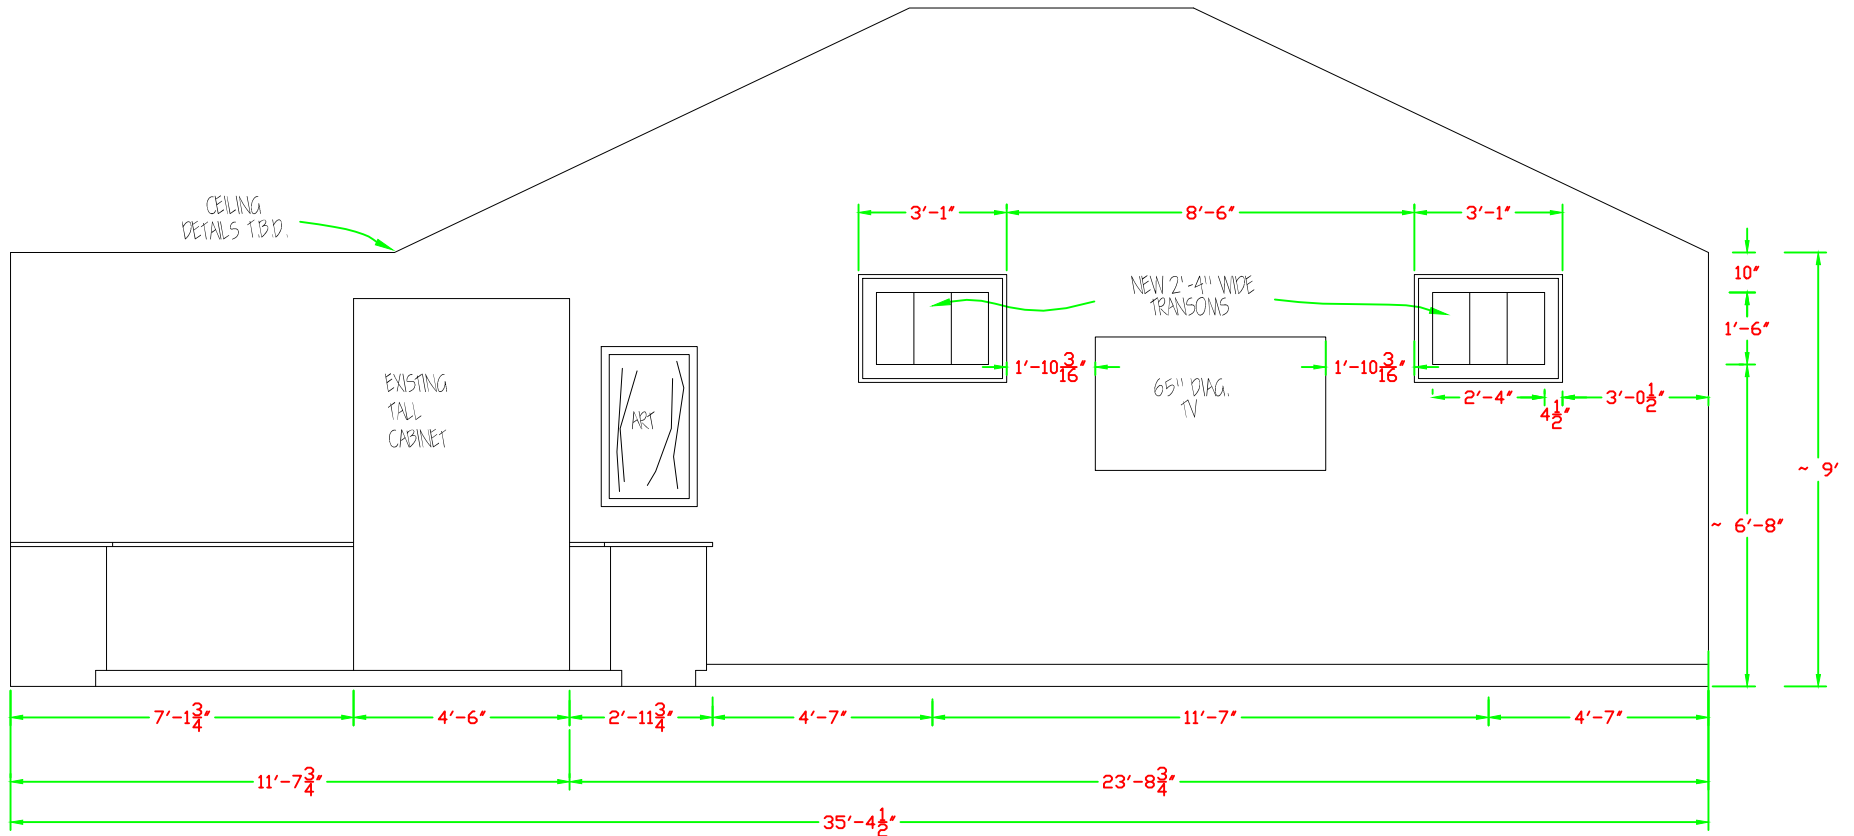 CEILING
DETAILS T.B.D.
3'-1"
8'-6"
3'-1"
10"
NEW 2'-4" WIDE
TRANSOMS
1'-6"
1'-10 3/16"
1'-10 3/16"
EXISTING
TALL
CABINET
65" DIAG.
TV
2'-4"
4 1/2"
3'-0 1/2"
ART
~ 9'
~ 6'-8"
7'-1 3/4"
4'-6"
2'-11 3/4"
4'-7"
11'-7"
4'-7"
11'-7 3/4"
23'-8 3/4"
35'-4 1/2"